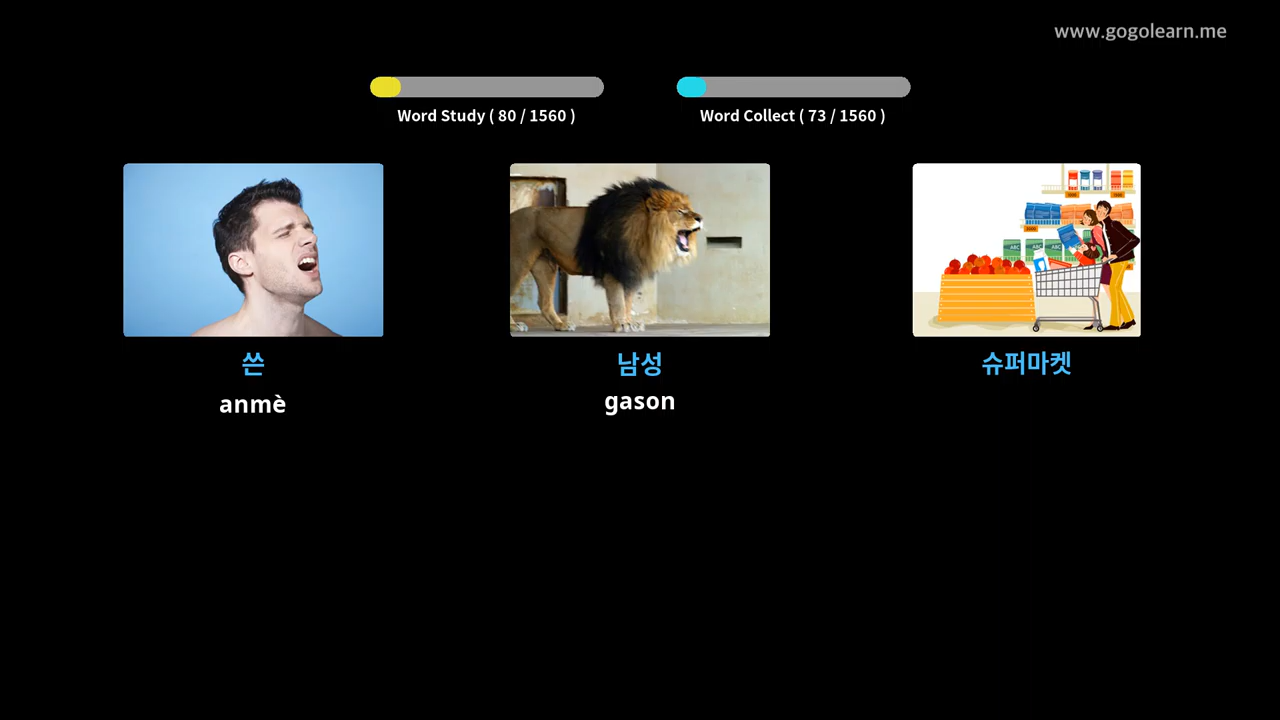 www.gogolearn.me
Word Study ( 80 / 1560 )
Word Collect ( 73 / 1560 )
쓴
anmè
남성
gason
슈퍼마켓